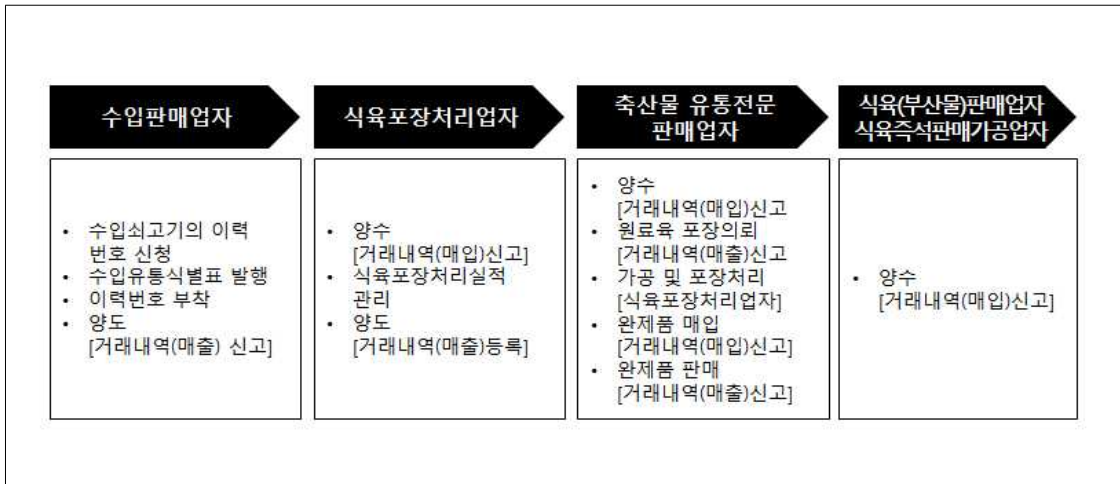 수입판매업자
식육포장처리업자
축산물 유통전문
판매업자
식육(부산물)판매업자
식육즉석판매가공업자
• 수입쇠고기의 이력
번호 신청
• 수입유통식별표 발행
• 이력번호 부착
• 양도
[거래내역(매출) 신고]
• 양수
[거래내역(매입)신고]
• 식육포장처리실적
관리
• 양도
[거래내역(매출)등록]
• 양수
[거래내역(매입)신고
• 원료육 포장의뢰
[거래내역(매출)신고
• 가공 및 포장처리
[식육포장처리업자]
• 완제품 매입
[거래내역(매입)신고]
• 완제품 판매
[거래내역(매출)신고]
• 양수
[거래내역(매입)신고]